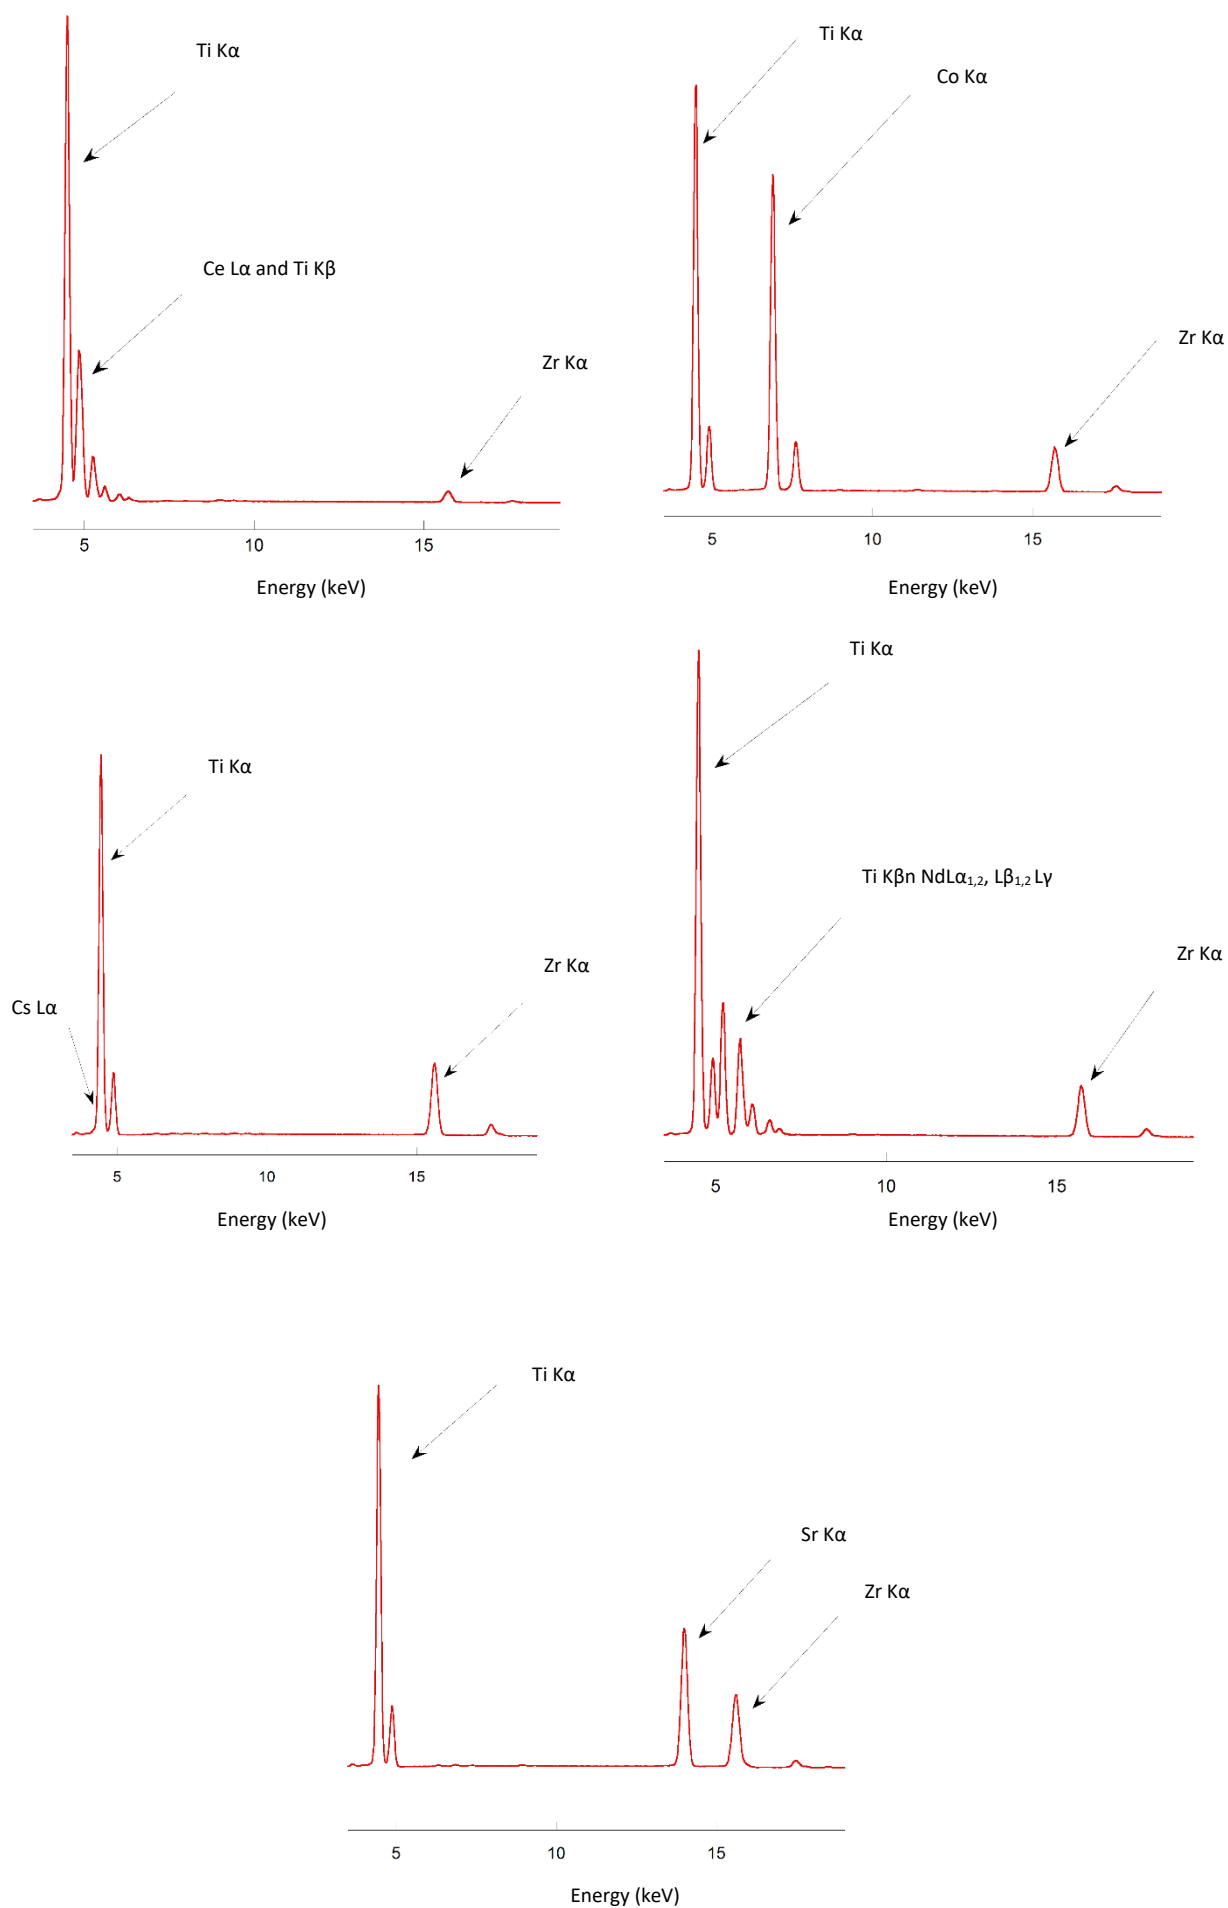 Ti Kα
Ce Lα and Ti Kβ
Zr Kα
5 10 15
Energy (keV)
Ti Kα
Co Kα
Zr Kα
5 10 15
Energy (keV)
Ti Kα
Cs Lα
Zr Kα
5 10 15
Energy (keV)
Ti Kα
Ti Kβn NdLα1,2, Lβ1,2 Lγ
Zr Kα
5 10 15
Energy (keV)
Ti Kα
Sr Kα
Zr Kα
5 10 15
Energy (keV)